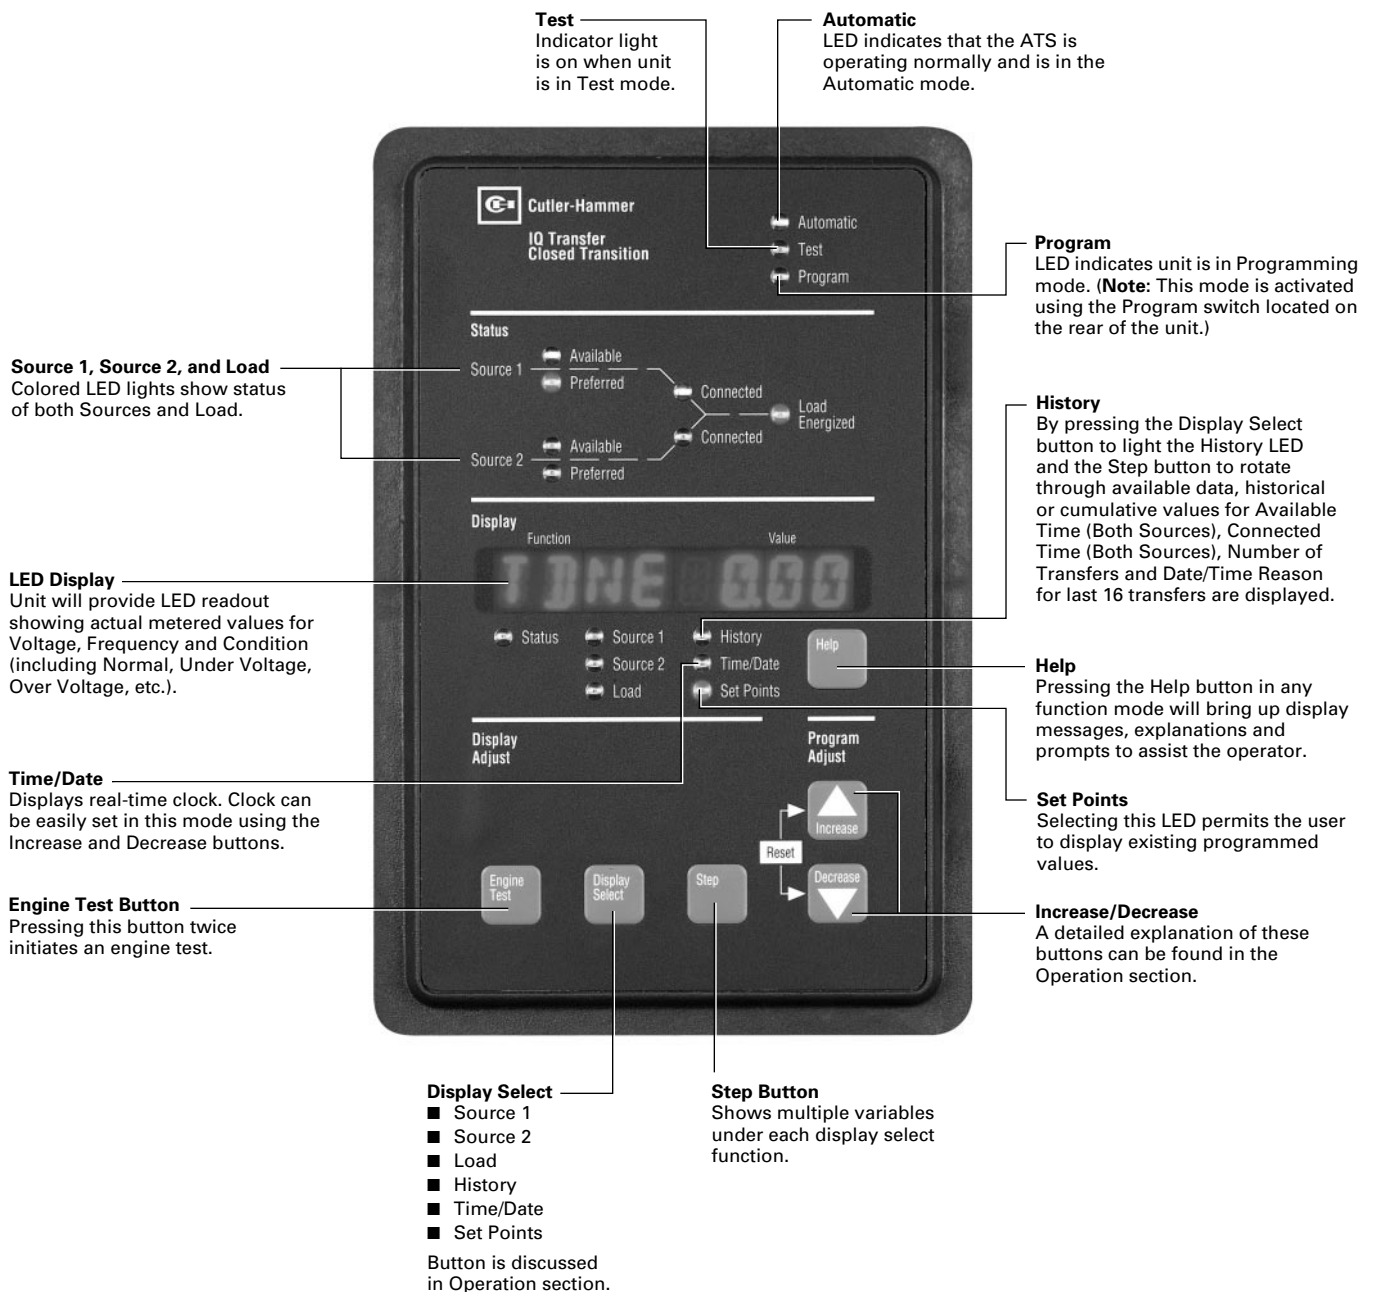 Test
Indicator light
is on when unit
is in Test mode.
Automatic
LED indicates that the ATS is
operating normally and is in the
Automatic mode.
Cutler-Hammer
IQ Transfer
Closed Transition
Automatic
Test
Program
Program
LED indicates unit is in Programming
mode. (Note: This mode is activated
using the Program switch located on
the rear of the unit.)
Status
Source 1
Available
Preferred
Connected
Load
Energized
Connected
Source 2
Available
Preferred
Source 1, Source 2, and Load
Colored LED lights show status
of both Sources and Load.
History
By pressing the Display Select
button to light the History LED
and the Step button to rotate
through available data, historical
or cumulative values for Available
Time (Both Sources), Connected
Time (Both Sources), Number of
Transfers and Date/Time Reason
for last 16 transfers are displayed.
Display
Function
Value
TDNE 0.00
Status
Source 1
Source 2
Load
History
Time/Date
Set Points
Help
LED Display
Unit will provide LED readout
showing actual metered values for
Voltage, Frequency and Condition
(including Normal, Under Voltage,
Over Voltage, etc.).
Help
Pressing the Help button in any
function mode will bring up display
messages, explanations and
prompts to assist the operator.
Display
Adjust
Program
Adjust
Time/Date
Displays real-time clock. Clock can
be easily set in this mode using the
Increase and Decrease buttons.
Set Points
Selecting this LED permits the user
to display existing programmed
values.
Increase
Reset
Decrease
Engine
Test
Display
Select
Step
Engine Test Button
Pressing this button twice
initiates an engine test.
Increase/Decrease
A detailed explanation of these
buttons can be found in the
Operation section.
Display Select
■ Source 1
■ Source 2
■ Load
■ History
■ Time/Date
■ Set Points
Button is discussed
in Operation section.
Step Button
Shows multiple variables
under each display select
function.